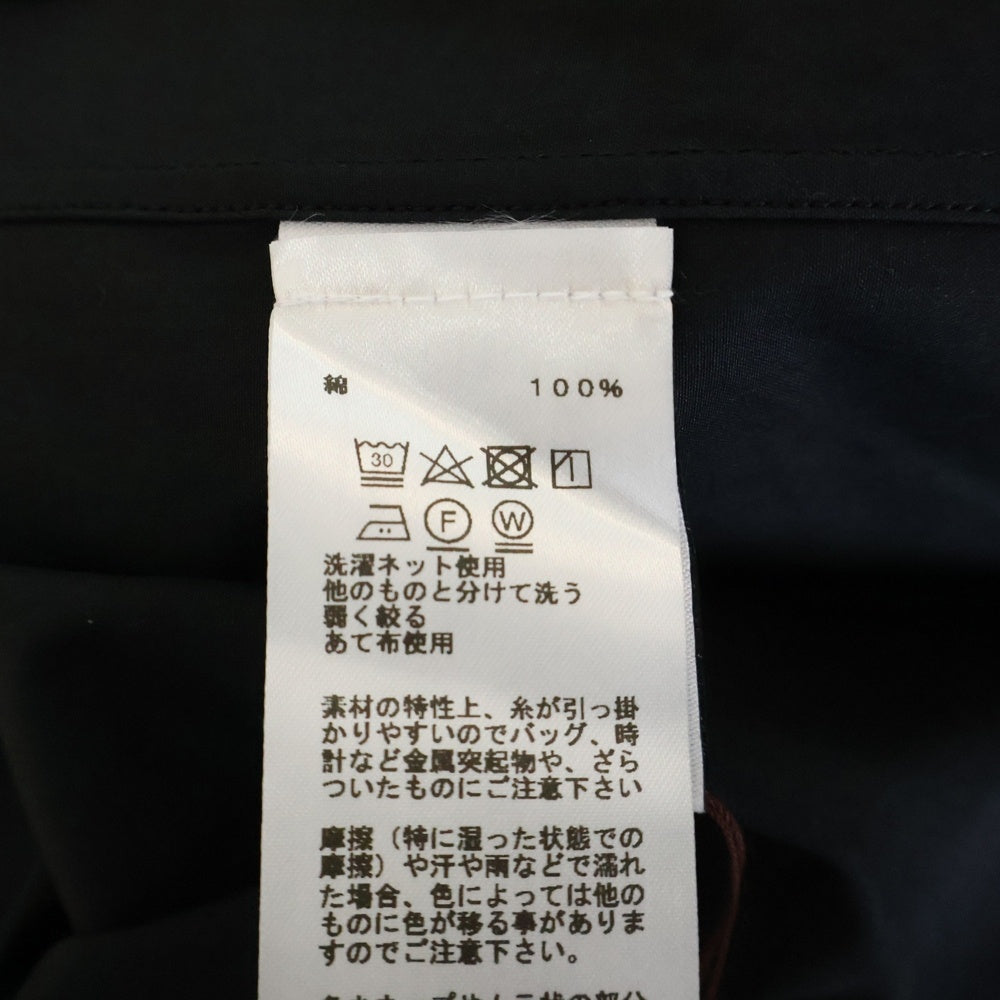 綿 100%
30
F W
洗濯ネット使用
他のものと分けて洗う
弱く絞る
あて布使用
素材の特性上、糸が引っ掛
かりやすいのでバッグ、時
計など金属突起物や、ざら
ついたものにご注意下さい
摩擦（特に湿った状態での
摩擦）や汗や雨などで濡れ
た場合、色によっては他の
ものに色が移る事がありま
すのでご注意下さい。